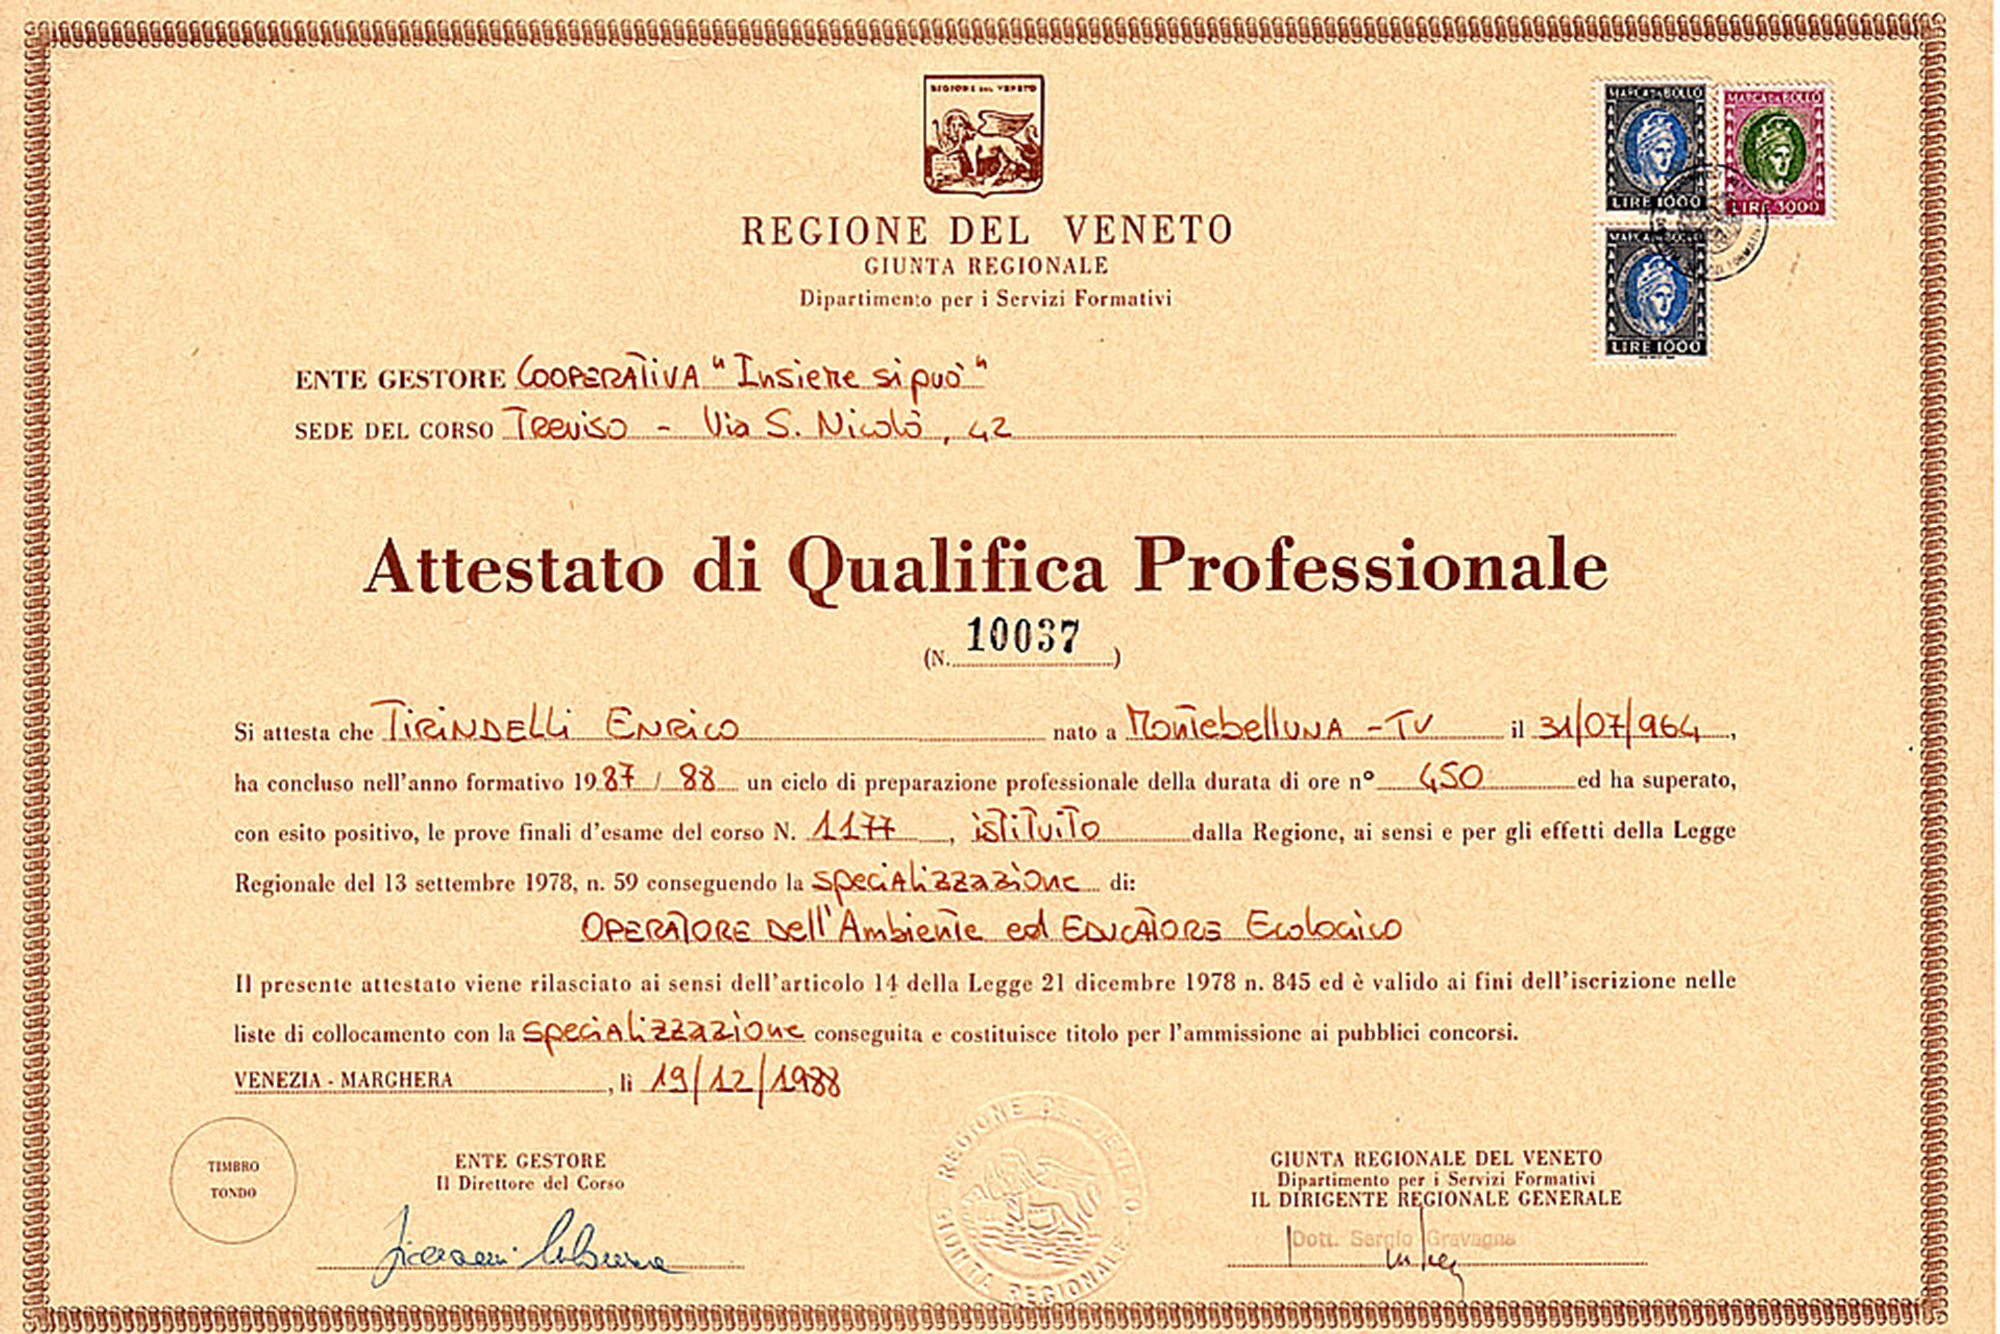 REGIONE DEL VENETO
REGIONE DEL VENETO
GIUNTA REGIONALE
Dipartimento per i Servizi Formativi
MARCA DA BOLLO
LIRE 1000
MARCA DA BOLLO
LIRE 3000
MARCA DA BOLLO
LIRE 1000
ENTE GESTORE COOPERATIVA "Insieme si può"
SEDE DEL CORSO Treviso - Via S. Nicolò, 42
Attestato di Qualifica Professionale
(N. 10037)
Si attesta che TIRINDELLI ENRICO nato a MONTEBELLUNA - TV il 31/07/964,
ha concluso nell'anno formativo 1987/88 un ciclo di preparazione professionale della durata di ore n° 450 ed ha superato,
con esito positivo, le prove finali d'esame del corso N. 1177, istituito dalla Regione, ai sensi e per gli effetti della Legge
Regionale del 13 settembre 1978, n. 59 conseguendo la specializzazione di:
OPERATORE dell'Ambiente ed EDUCATORE Ecologico
Il presente attestato viene rilasciato ai sensi dell'articolo 14 della Legge 21 dicembre 1978 n. 845 ed è valido ai fini dell'iscrizione nelle
liste di collocamento con la specializzazione conseguita e costituisce titolo per l'ammissione ai pubblici concorsi.
VENEZIA - MARGHERA, lì 19/12/1988
TIMBRO
TONDO
ENTE GESTORE
Il Direttore del Corso
REGIONE DEL VENETO
GIUNTA REGIONALE
GIUNTA REGIONALE DEL VENETO
Dipartimento per i Servizi Formativi
IL DIRIGENTE REGIONALE GENERALE
Dott. Sergio Gravagna